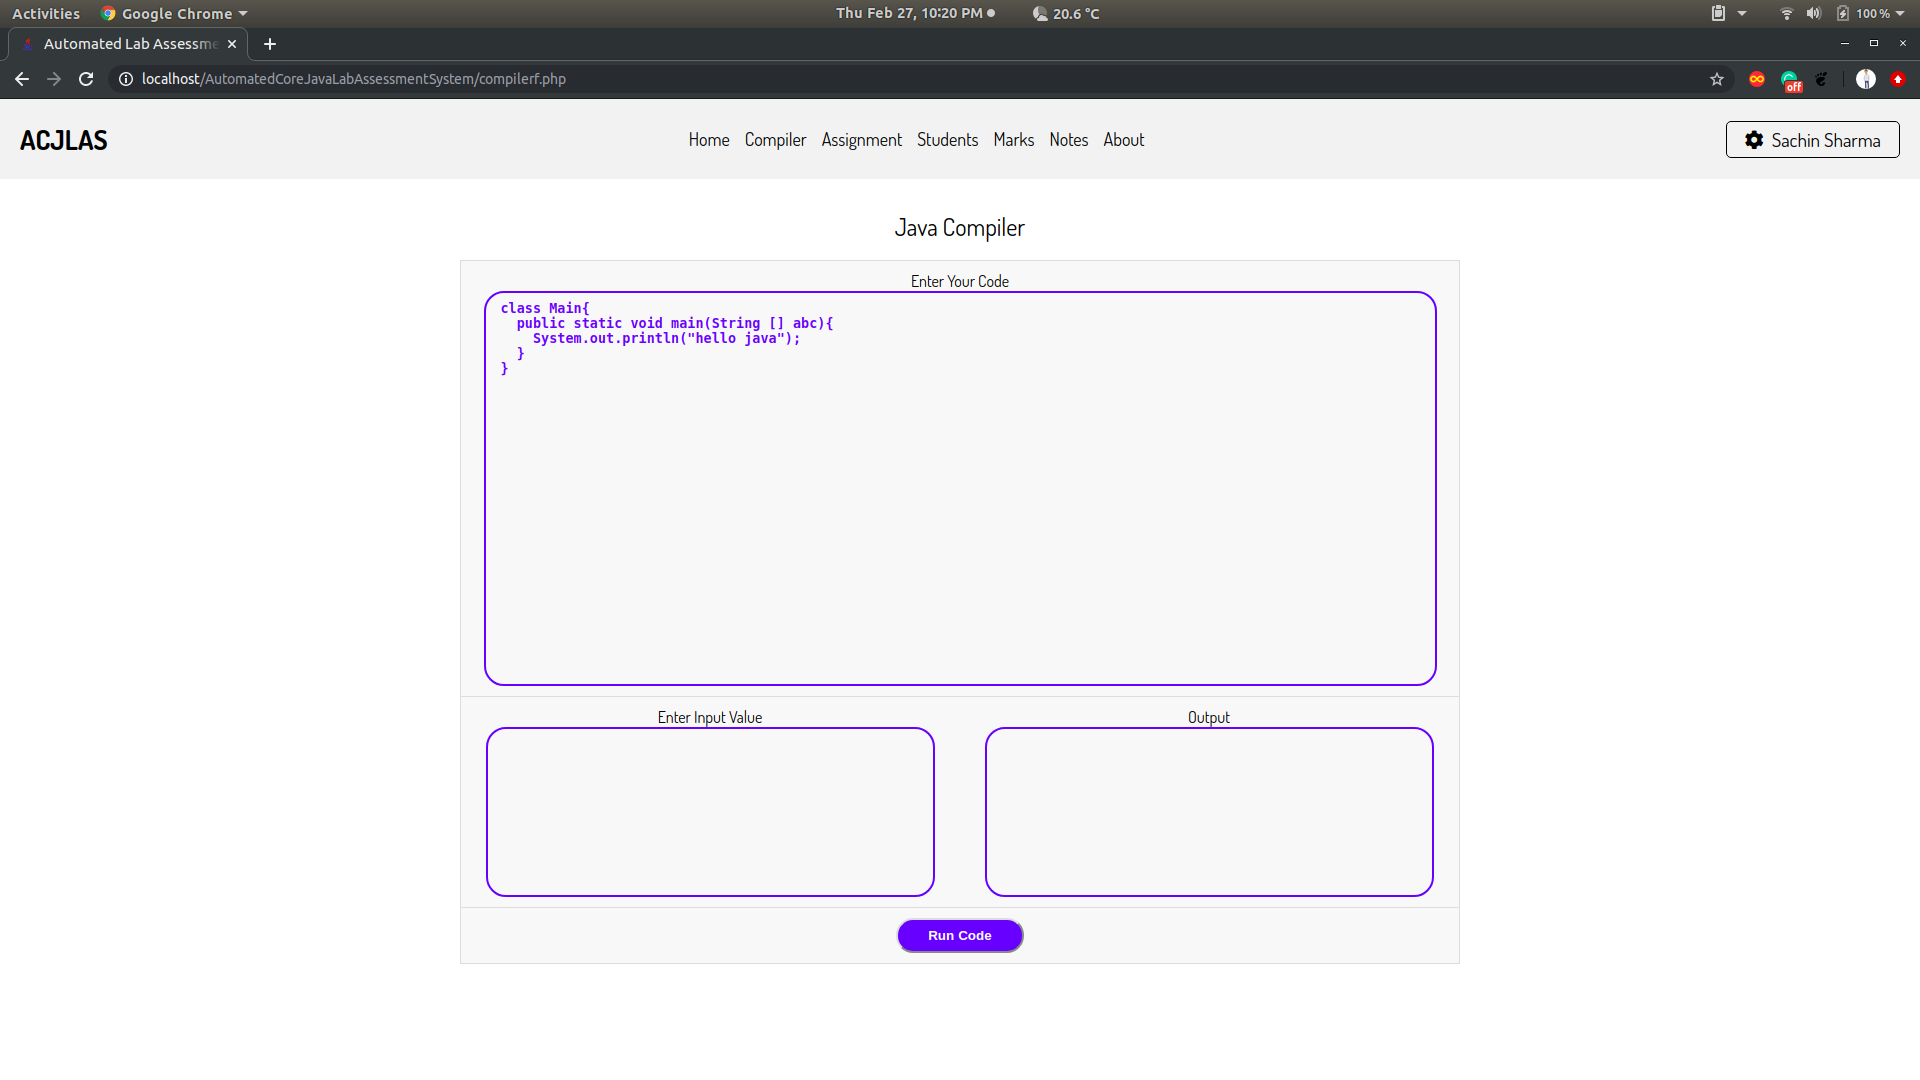 Activities Google Chrome Thu Feb 27, 10:20 PM 20.6 °C 100 %
Automated Lab Assessme
localhost/AutomatedCoreJavaLabAssessmentSystem/compilerf.php off
ACJLAS Home Compiler Assignment Students Marks Notes About Sachin Sharma
Java Compiler
Enter Your Code
class Main{
  public static void main(String [] abc){
    System.out.println("hello java");
  }
}
Enter Input Value Output
Run Code